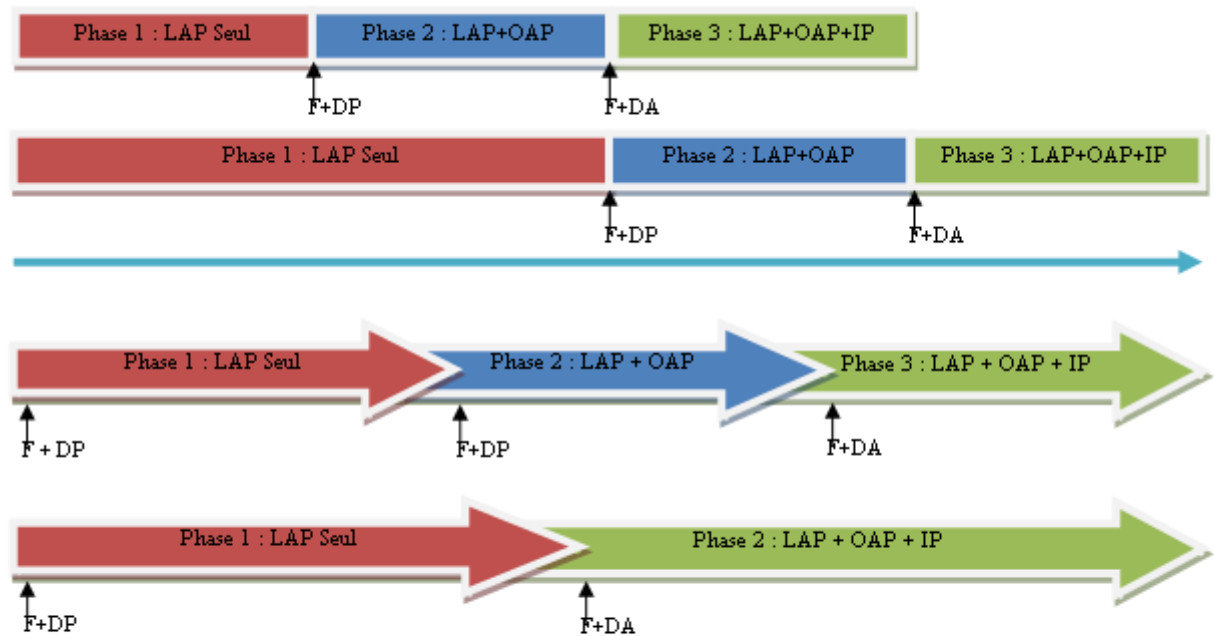 Phase 1 : LAP Seul
Phase 2 : LAP+OAP
Phase 3 : LAP+OAP+IP
F+DP
F+DA
Phase 1 : LAP Seul
Phase 2 : LAP+OAP
Phase 3 : LAP+OAP+IP
F+DP
F+DA
Phase 1 : LAP Seul
Phase 2 : LAP + OAP
Phase 3 : LAP + OAP + IP
F + DP
F+DP
F+DA
Phase 1 : LAP Seul
Phase 2 : LAP + OAP + IP
F+DP
F+DA